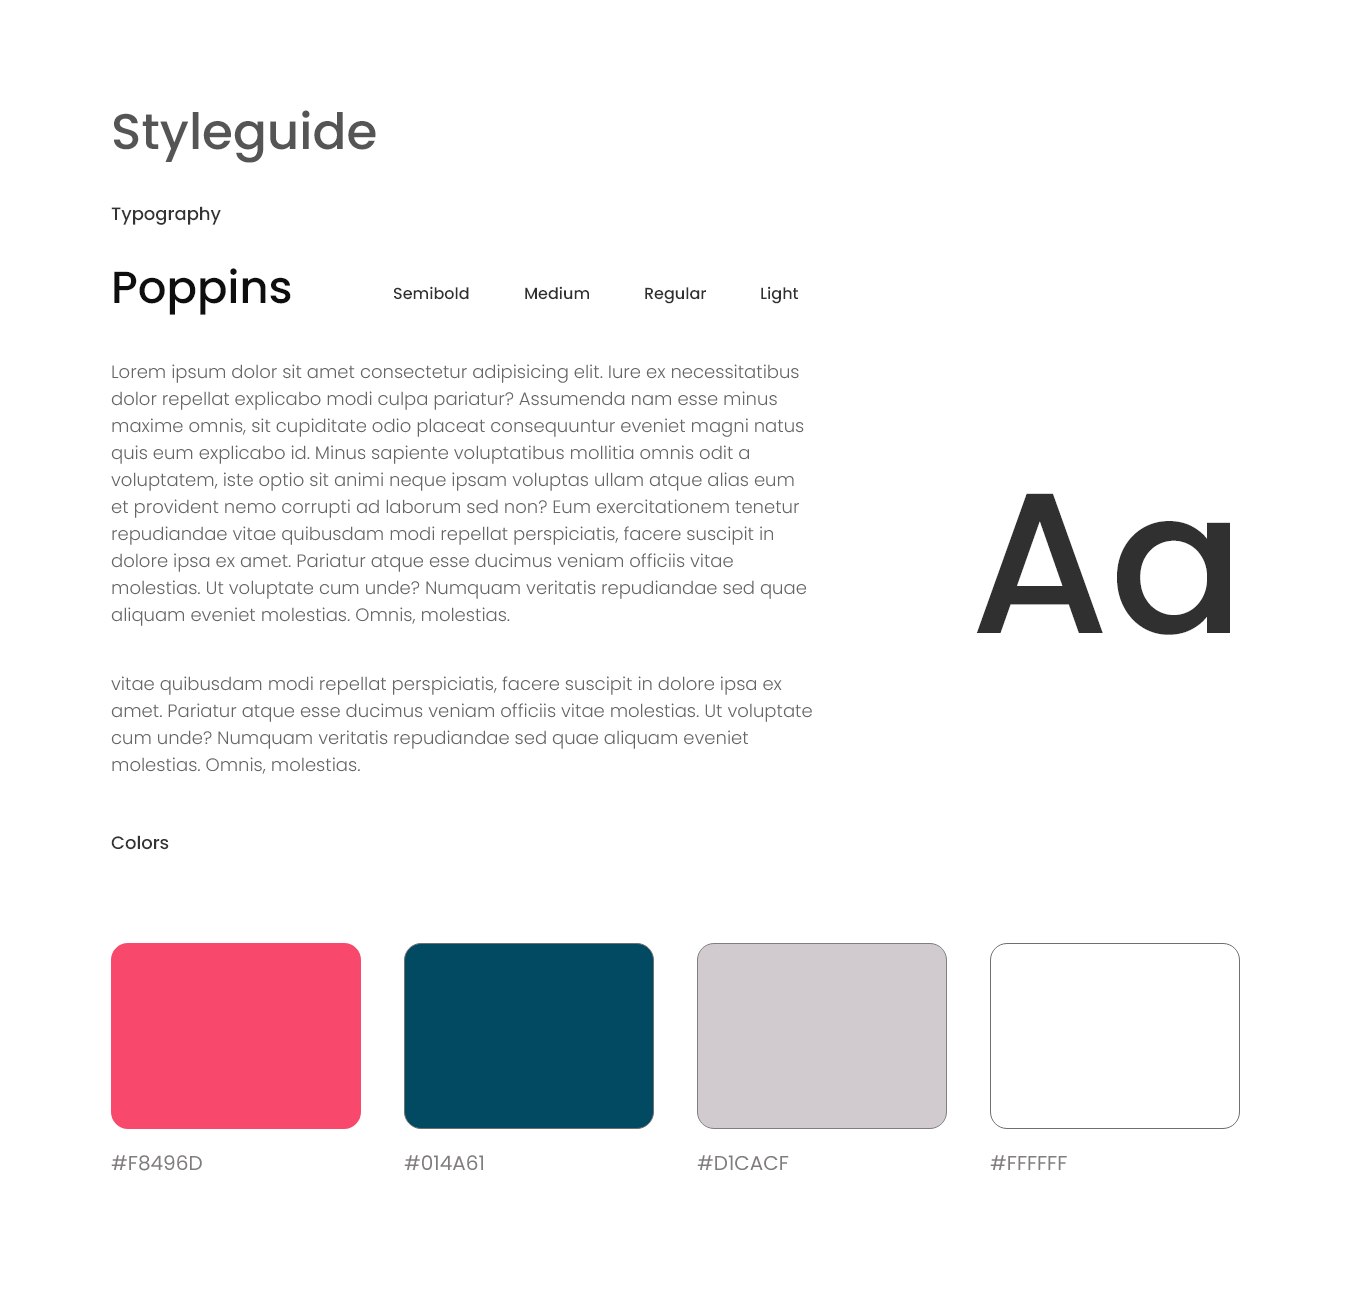 Styleguide
Typography
Poppins
Semibold Medium Regular Light
Lorem ipsum dolor sit amet consectetur adipisicing elit. Iure ex necessitatibus
dolor repellat explicabo modi culpa pariatur? Assumenda nam esse minus
maxime omnis, sit cupiditate odio placeat consequuntur eveniet magni natus
quis eum explicabo id. Minus sapiente voluptatibus mollitia omnis odit a
voluptatem, iste optio sit animi neque ipsam voluptas ullam atque alias eum
et provident nemo corrupti ad laborum sed non? Eum exercitationem tenetur
repudiandae vitae quibusdam modi repellat perspiciatis, facere suscipit in
dolore ipsa ex amet. Pariatur atque esse ducimus veniam officiis vitae
molestias. Ut voluptate cum unde? Numquam veritatis repudiandae sed quae
aliquam eveniet molestias. Omnis, molestias.
vitae quibusdam modi repellat perspiciatis, facere suscipit in dolore ipsa ex
amet. Pariatur atque esse ducimus veniam officiis vitae molestias. Ut voluptate
cum unde? Numquam veritatis repudiandae sed quae aliquam eveniet
molestias. Omnis, molestias.
Aa
Colors
#F8496D #014A61 #D1CACF #FFFFFF